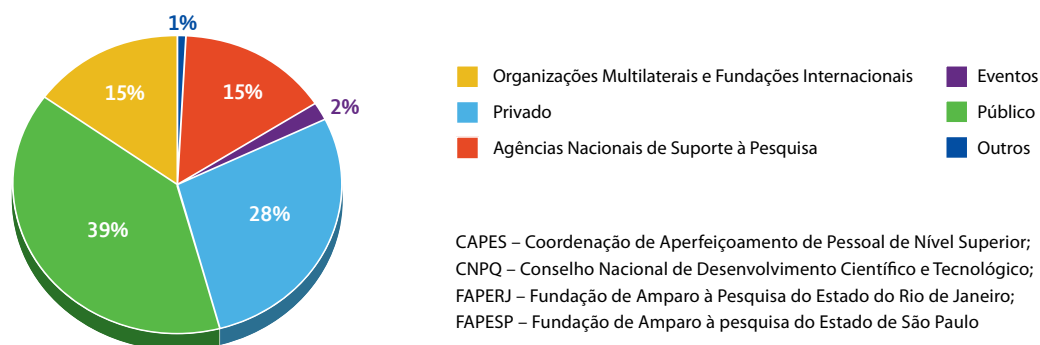 1%
15%
15%
2%
28%
39%
Organizações Multilaterais e Fundações Internacionais
Privado
Agências Nacionais de Suporte à Pesquisa
Eventos
Público
Outros
CAPES – Coordenação de Aperfeiçoamento de Pessoal de Nível Superior;
CNPQ – Conselho Nacional de Desenvolvimento Científico e Tecnológico;
FAPERJ – Fundação de Amparo à Pesquisa do Estado do Rio de Janeiro;
FAPESP – Fundação de Amparo à pesquisa do Estado de São Paulo